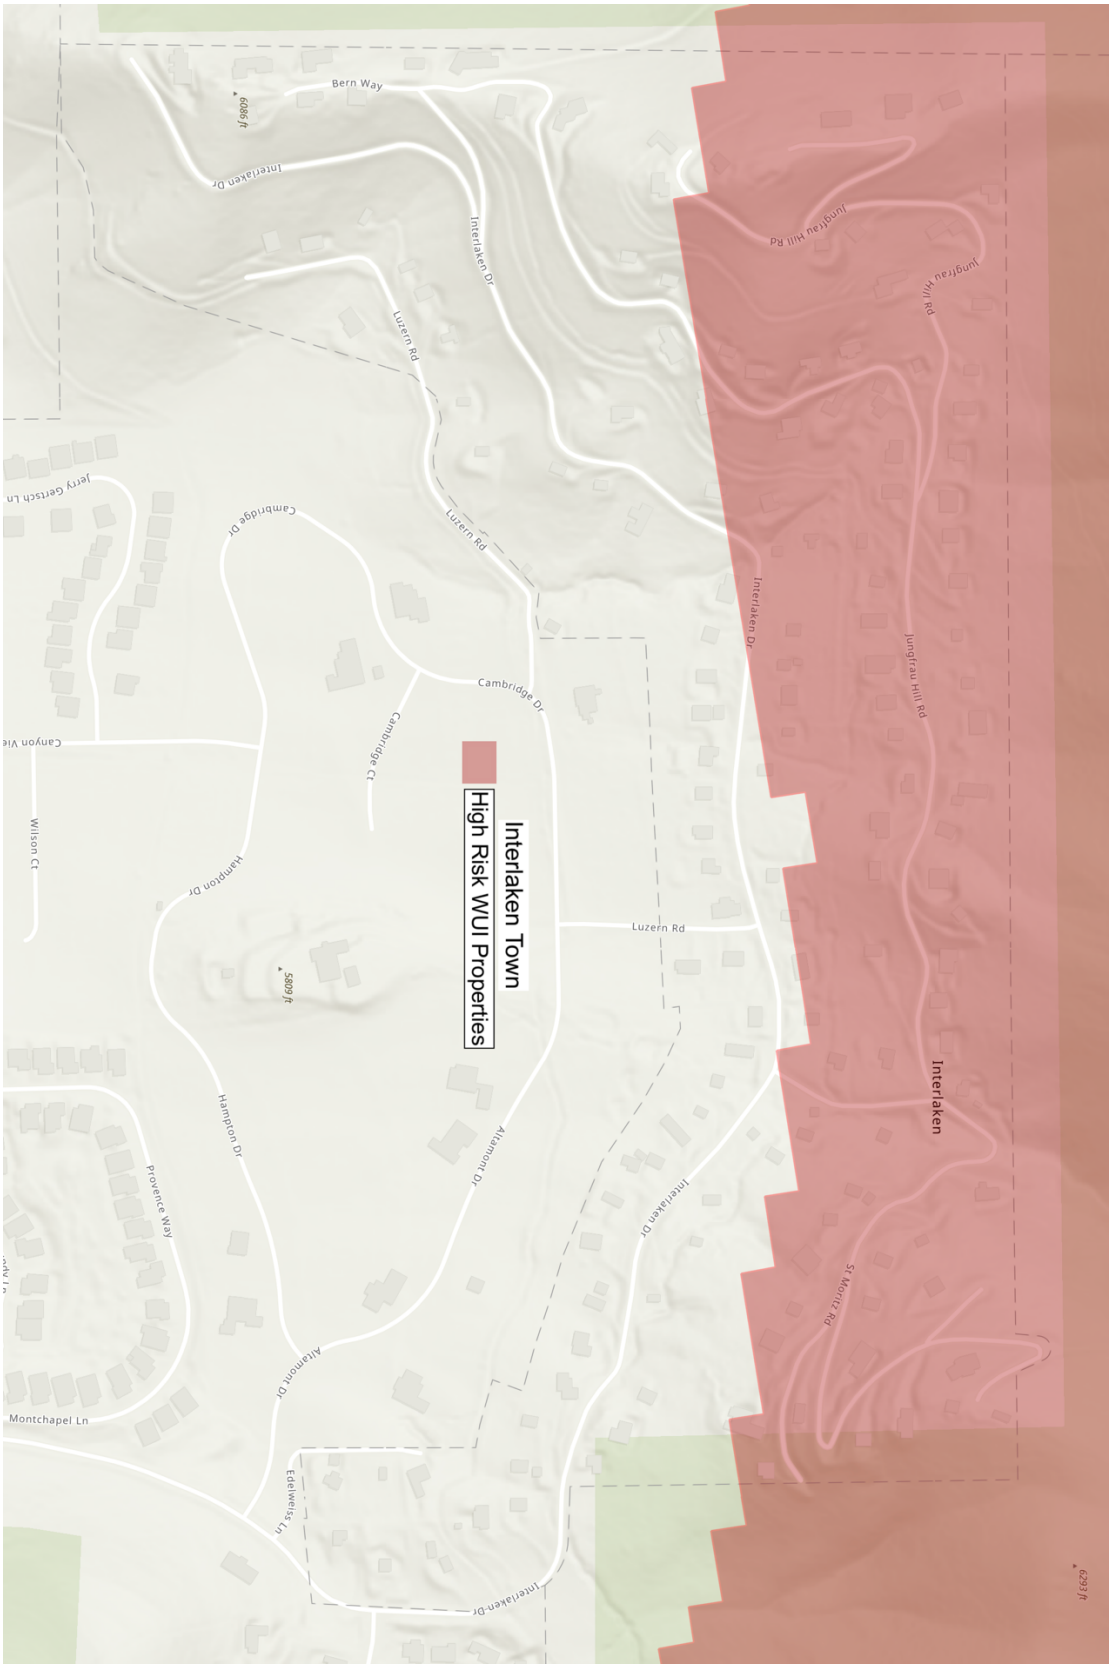 Bern Way
6086 ft
Interlaken Dr
Interlaken Dr
Luzern Rd
Luzern Rd
Jungfrau Hill Rd
Jungfrau
Hill Rd
Jungfrau Hill Rd
Interlaken Dr
Jerry Gertsch Ln
Cambridge Dr
Cambridge Dr
Cambridge Ct
Canyon Vie
Wilson Ct
Hampton Dr
5809 ft
Interlaken Town
High Risk WUI Properties
Luzern Rd
Interlaken
Hampton Dr
Altamont Dr
Interlaken Dr
Provence Way
St Moritz Rd
Altamont Dr
Montchapel Ln
Edelweiss Ln
Interlaken Dr
6293 ft